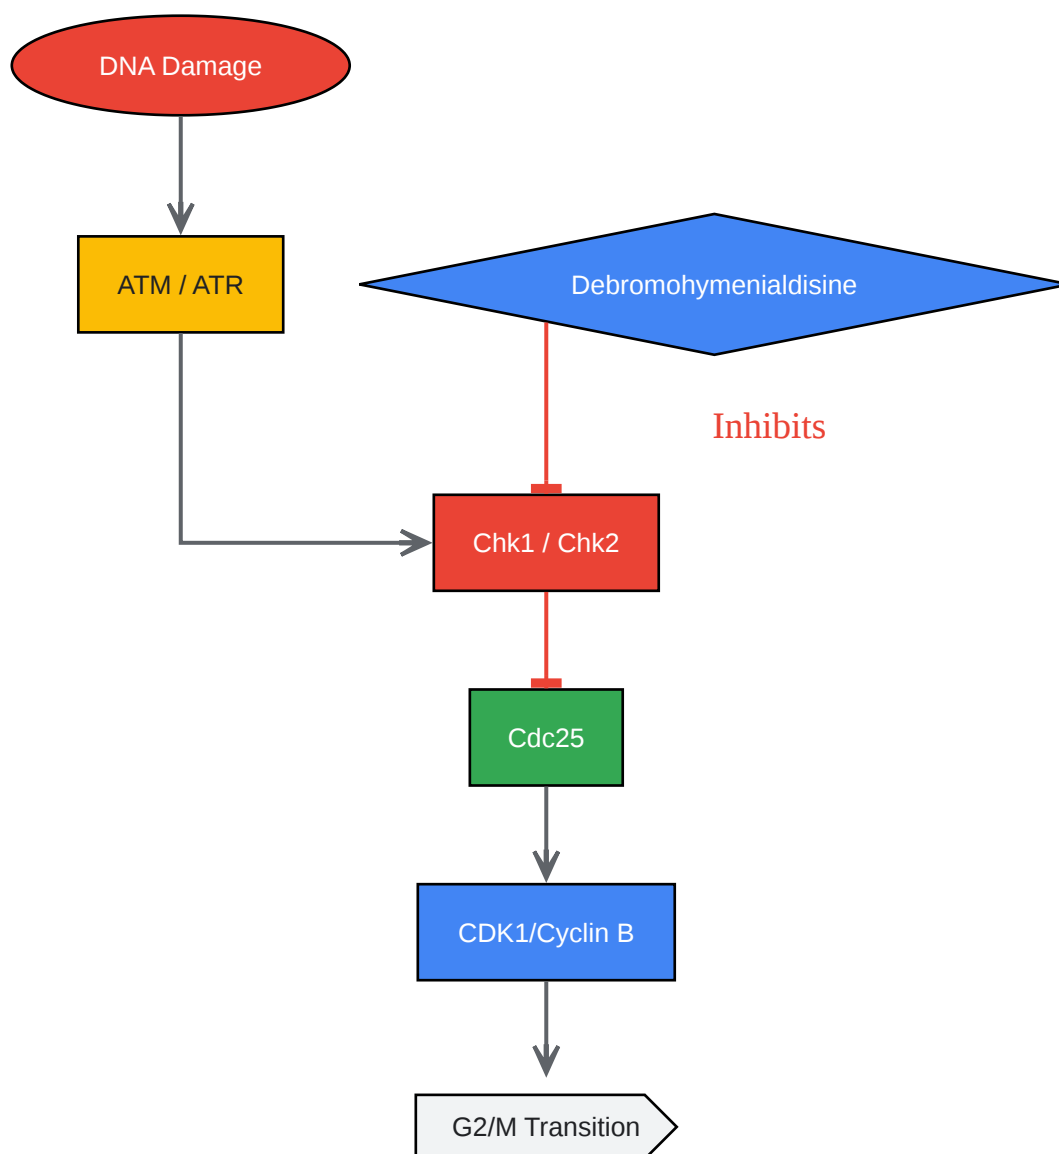 DNA Damage
ATM / ATR
Debromohymenialdisine
Inhibits
Chk1 / Chk2
Cdc25
CDK1/Cyclin B
G2/M Transition